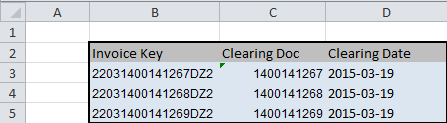 A B C D
1
2 Invoice Key Clearing Doc Clearing Date
3 22031400141267DZ2 1400141267 2015-03-19
4 22031400141268DZ2 1400141268 2015-03-19
5 22031400141269DZ2 1400141269 2015-03-19